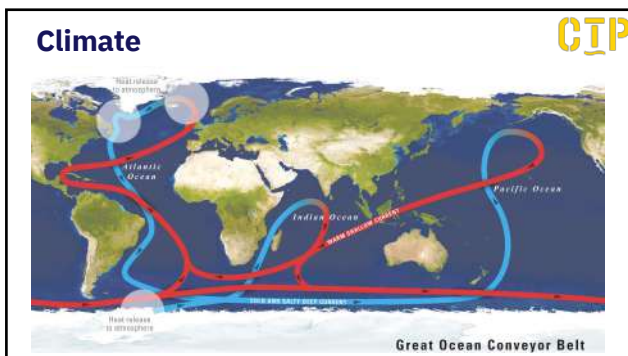 Climate
CTP
Heat release
to atmosphere
Atlantic
Ocean
Pacific Ocean
Indian Ocean
WARM SHALLOW CURRENT
COLD AND SALTY DEEP CURRENT
Heat release
to atmosphere
Great Ocean Conveyor Belt